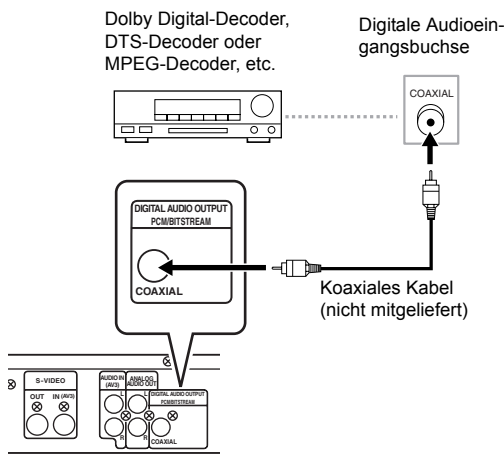 Dolby Digital-Decoder,
DTS-Decoder oder
MPEG-Decoder, etc.
Digitale Audioein-
gangsbuchse
COAXIAL
DIGITAL AUDIO OUTPUT
PCM/BITSTREAM
COAXIAL
Koaxiales Kabel
(nicht mitgeliefert)
S-VIDEO
OUT IN (AV3)
AUDIO IN
(AV3)
L
R
ANALOG
AUDIO OUT
L
R
DIGITAL AUDIO OUTPUT
PCM/BITSTREAM
COAXIAL